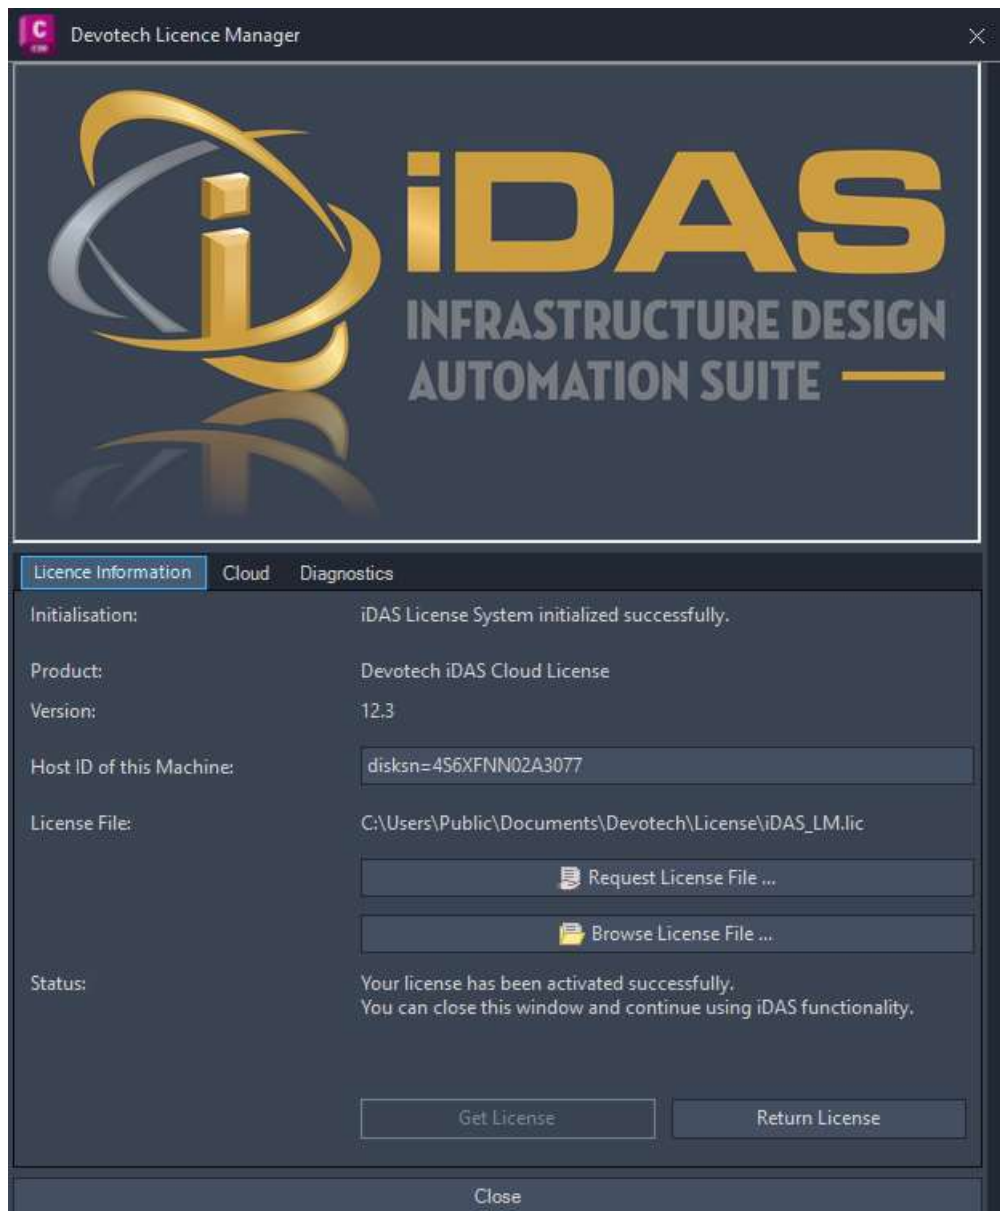 C
Devotech Licence Manager
i
iDAS
INFRASTRUCTURE DESIGN
AUTOMATION SUITE
Licence Information Cloud Diagnostics
Initialisation: iDAS License System initialized successfully.
Product: Devotech iDAS Cloud License
Version: 12.3
Host ID of this Machine: disksn=4S6XFNN02A3077
License File: C:\Users\Public\Documents\Devotech\License\iDAS_LM.lic
Request License File ...
Browse License File ...
Status: Your license has been activated successfully.
You can close this window and continue using iDAS functionality.
Get License Return License
Close